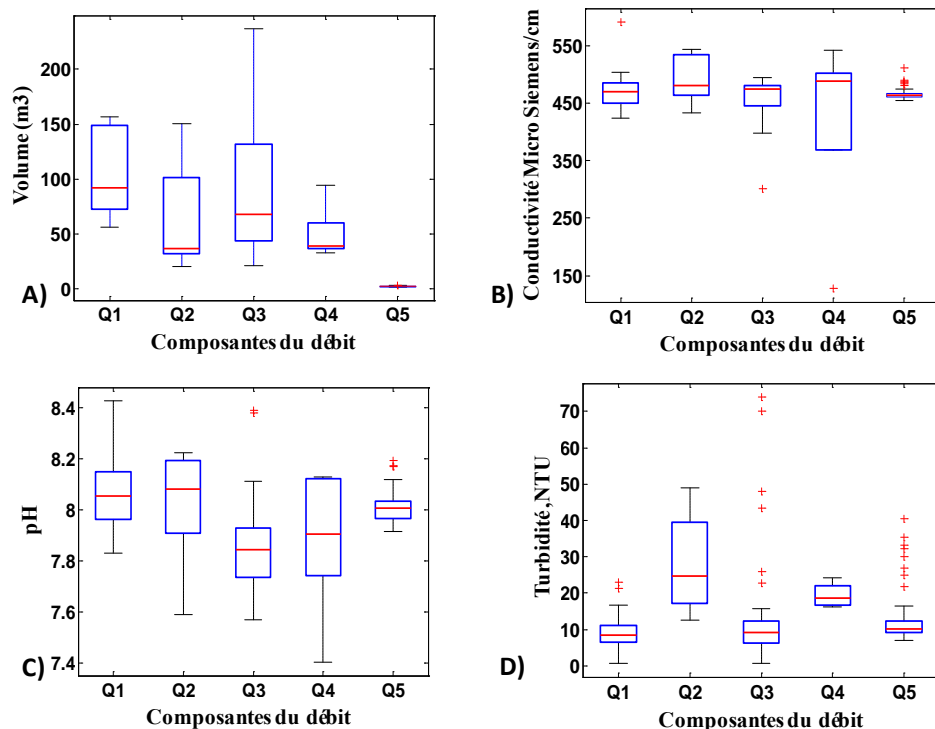 A)
Volume (m3)
200
150
100
50
0
Q1 Q2 Q3 Q4 Q5
Composantes du débit
B)
Conductivité Micro Siemens/cm
550
450
350
250
150
Q1 Q2 Q3 Q4 Q5
Composantes du débit
C)
pH
8.4
8.2
8
7.8
7.6
7.4
Q1 Q2 Q3 Q4 Q5
Composantes du débit
D)
Turbidité ,NTU
70
60
50
40
30
20
10
0
Q1 Q2 Q3 Q4 Q5
Composantes du débit